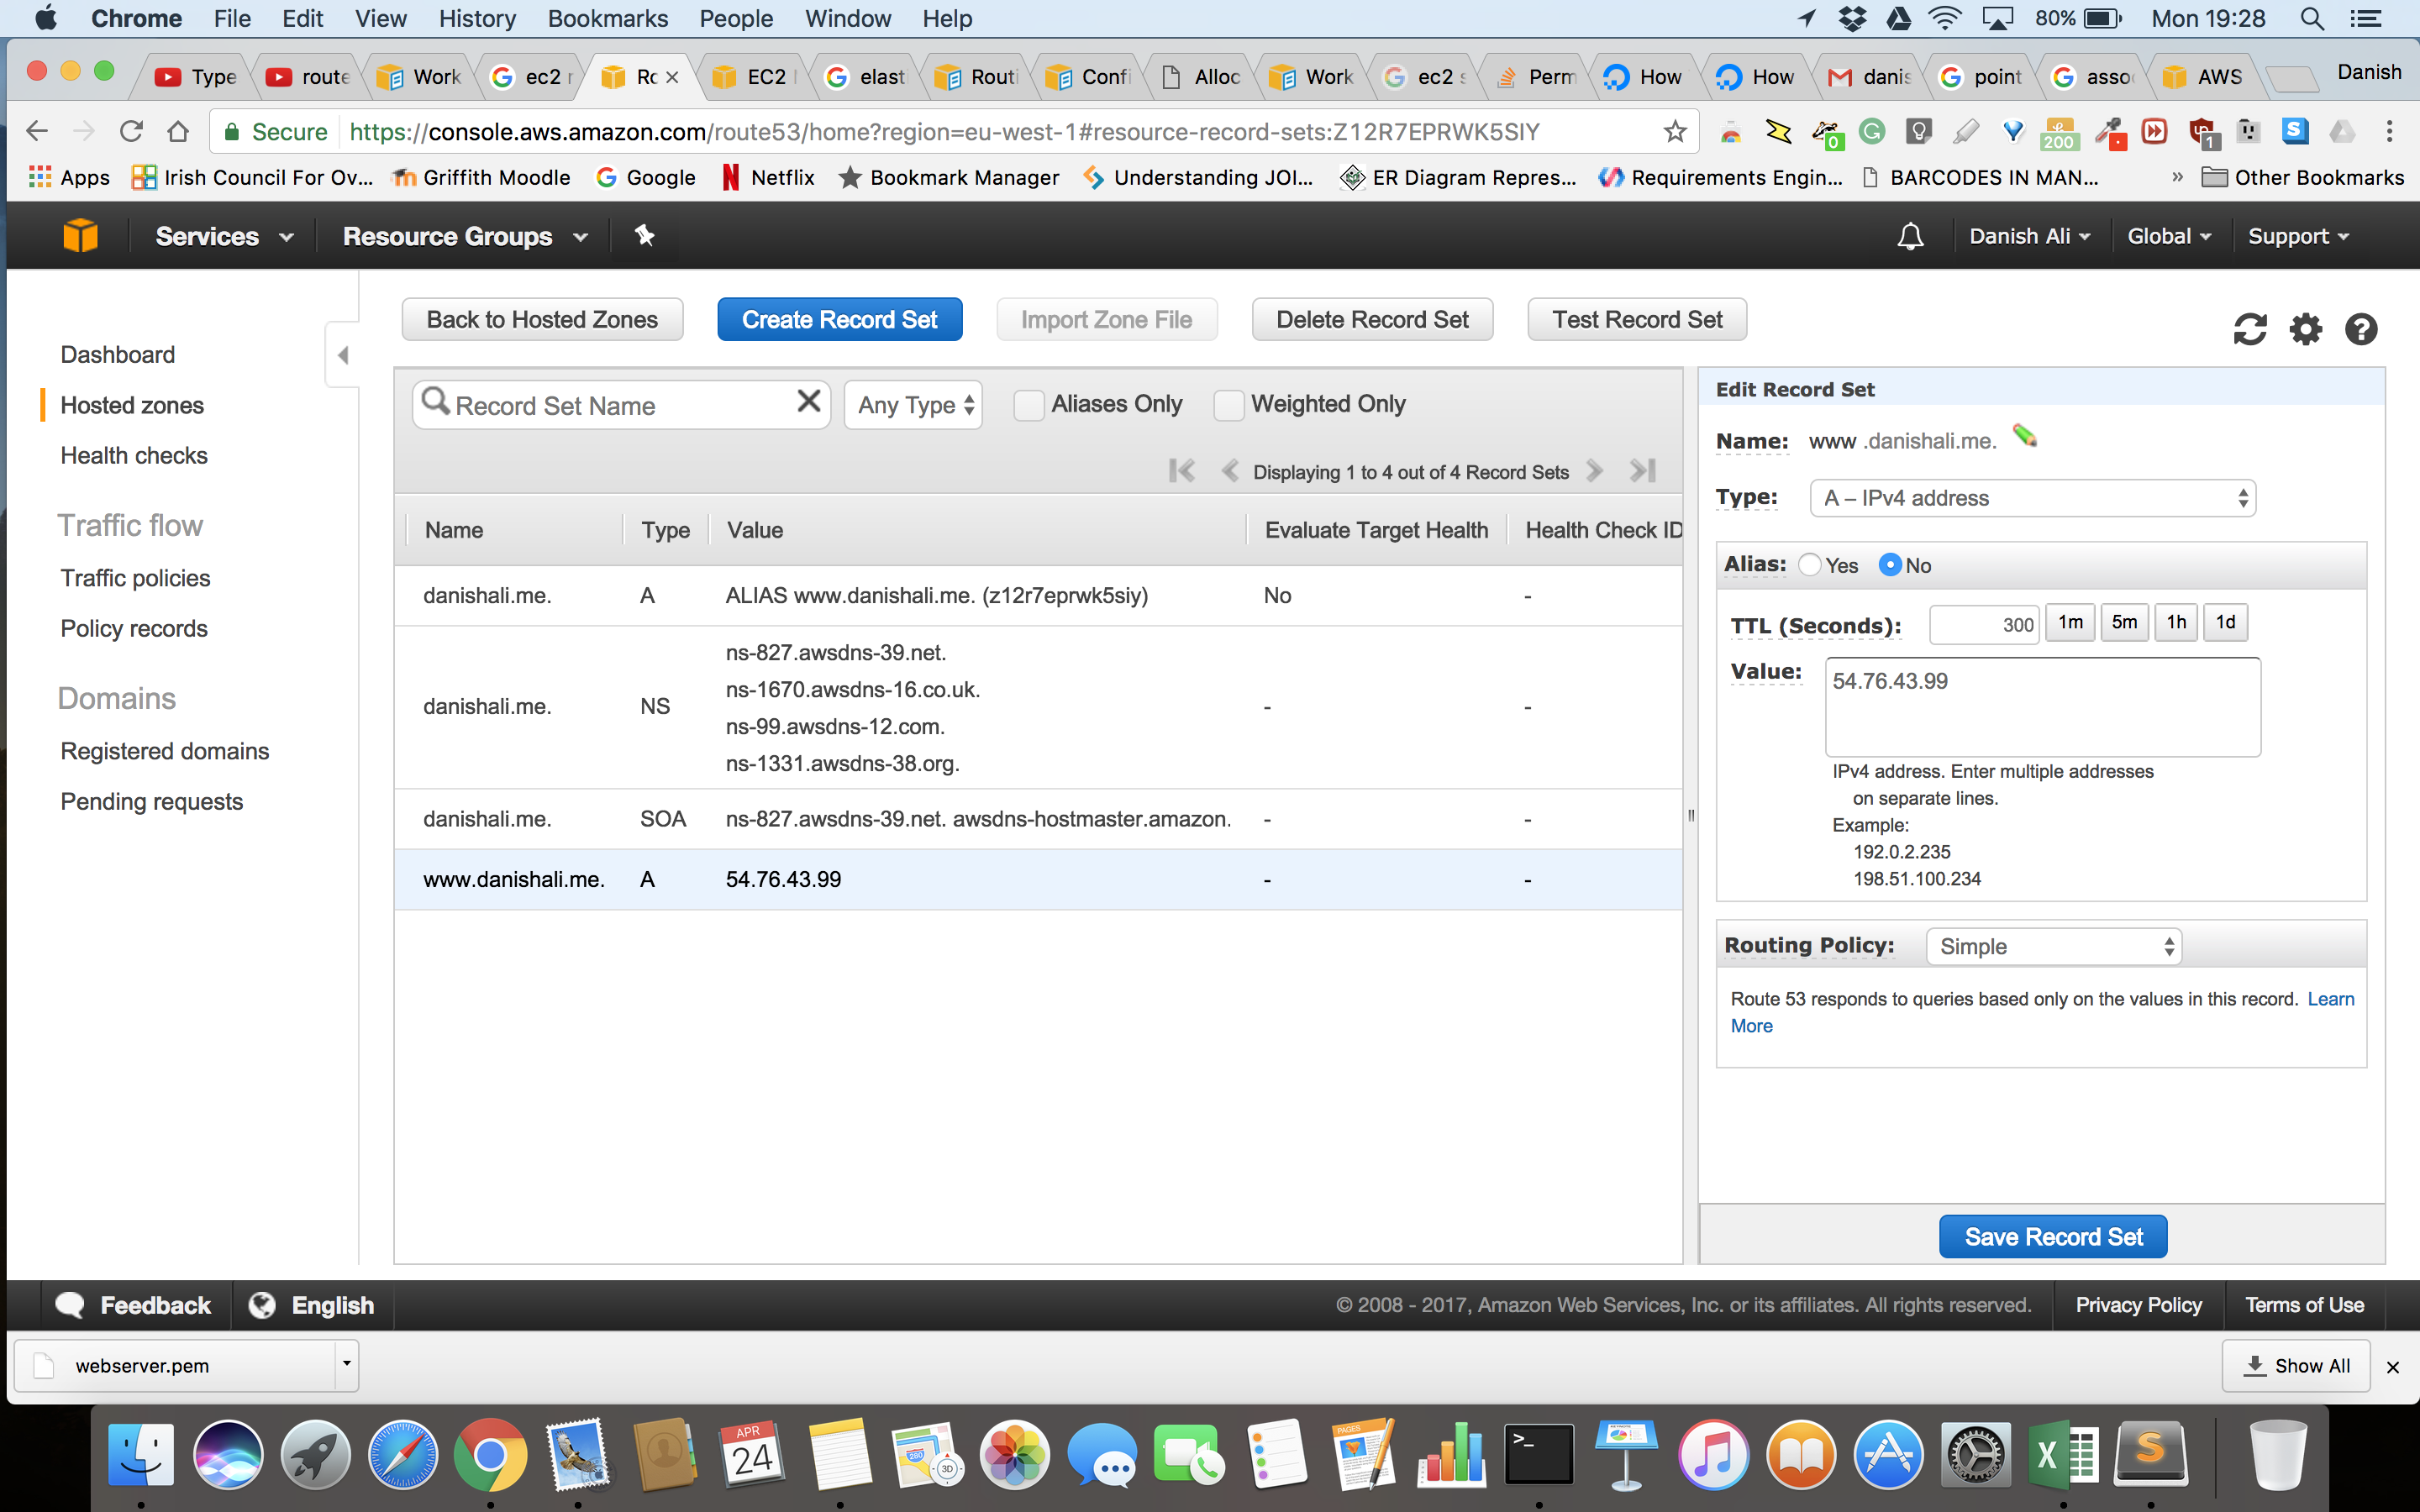 Chrome File Edit View History Bookmarks People Window Help 80% Mon 19:28
Type route Work ec2 r Ro EC2 elast Routi Confi Alloc Work ec2 s Perm How How danis point asso AWS Danish
Secure https://console.aws.amazon.com/route53/home?region=eu-west-1#resource-record-sets:Z12R7EPRWK5SIY 0 200 1
Apps Irish Council For Ov... Griffith Moodle Google Netflix Bookmark Manager Understanding JOI... ER Diagram Repres... Requirements Engin... BARCODES IN MAN... » Other Bookmarks
Services Resource Groups Danish Ali Global Support
Back to Hosted Zones Create Record Set Import Zone File Delete Record Set Test Record Set
Dashboard
Hosted zones
Health checks
Traffic flow
Traffic policies
Policy records
Domains
Registered domains
Pending requests
Record Set Name Any Type Aliases Only Weighted Only
Displaying 1 to 4 out of 4 Record Sets
Name Type Value Evaluate Target Health Health Check ID
danishali.me. A ALIAS www.danishali.me. (z12r7eprwk5siy) No -
danishali.me. NS ns-827.awsdns-39.net. - -
ns-1670.awsdns-16.co.uk.
ns-99.awsdns-12.com.
ns-1331.awsdns-38.org.
danishali.me. SOA ns-827.awsdns-39.net. awsdns-hostmaster.amazon. - -
www.danishali.me. A 54.76.43.99 - -
Edit Record Set
Name: www .danishali.me.
Type: A – IPv4 address
Alias: Yes No
TTL (Seconds): 300 1m 5m 1h 1d
Value: 54.76.43.99
IPv4 address. Enter multiple addresses
on separate lines.
Example:
192.0.2.235
198.51.100.234
Routing Policy: Simple
Route 53 responds to queries based only on the values in this record. Learn
More
Save Record Set
Feedback English © 2008 - 2017, Amazon Web Services, Inc. or its affiliates. All rights reserved. Privacy Policy Terms of Use
webserver.pem Show All
APR
24
280
3D
PAGES